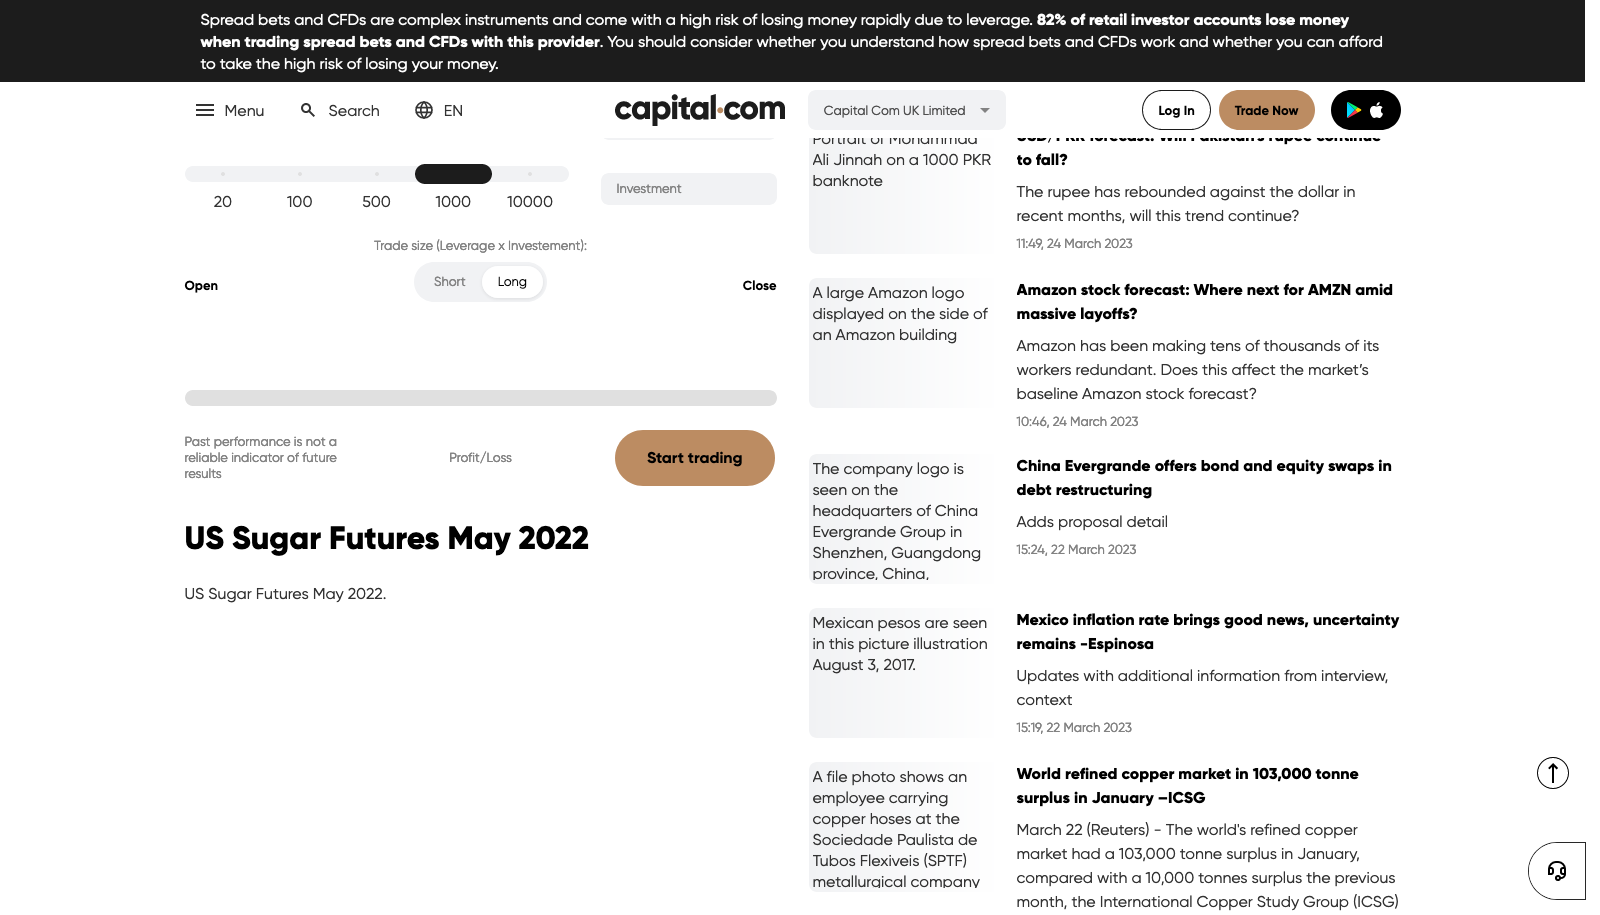 Spread bets and CFDs are complex instruments and come with a high risk of losing money rapidly due to leverage. 82% of retail investor accounts lose money
when trading spread bets and CFDs with this provider. You should consider whether you understand how spread bets and CFDs work and whether you can afford
to take the high risk of losing your money.
Menu
Search
EN
capital.com
Capital Com UK Limited
Log In
Trade Now
20
100
500
1000
10000
Investment
Trade size (Leverage x Investement):
Open
Short
Long
Close
Past performance is not a
reliable indicator of future
results
Profit/Loss
Start trading
US Sugar Futures May 2022
US Sugar Futures May 2022.
Portrait of Mohammad
Ali Jinnah on a 1000 PKR
banknote
USD/PKR forecast: Will Pakistan's rupee continue
to fall?
The rupee has rebounded against the dollar in
recent months, will this trend continue?
11:49, 24 March 2023
A large Amazon logo
displayed on the side of
an Amazon building
Amazon stock forecast: Where next for AMZN amid
massive layoffs?
Amazon has been making tens of thousands of its
workers redundant. Does this affect the market’s
baseline Amazon stock forecast?
10:46, 24 March 2023
The company logo is
seen on the
headquarters of China
Evergrande Group in
Shenzhen, Guangdong
province, China,
China Evergrande offers bond and equity swaps in
debt restructuring
Adds proposal detail
15:24, 22 March 2023
Mexican pesos are seen
in this picture illustration
August 3, 2017.
Mexico inflation rate brings good news, uncertainty
remains -Espinosa
Updates with additional information from interview,
context
15:19, 22 March 2023
A file photo shows an
employee carrying
copper hoses at the
Sociedade Paulista de
Tubos Flexiveis (SPTF)
metallurgical company
World refined copper market in 103,000 tonne
surplus in January –ICSG
March 22 (Reuters) - The world's refined copper
market had a 103,000 tonne surplus in January,
compared with a 10,000 tonnes surplus the previous
month, the International Copper Study Group (ICSG)